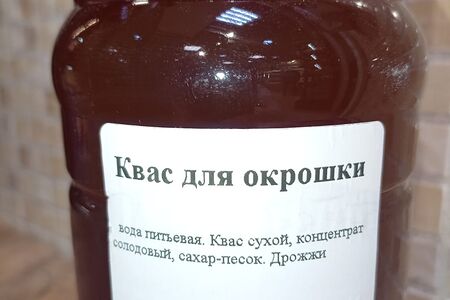 Квас для окрошки
вода питьевая. Квас сухой, концентрат
солодовый, сахар-песок. Дрожжи